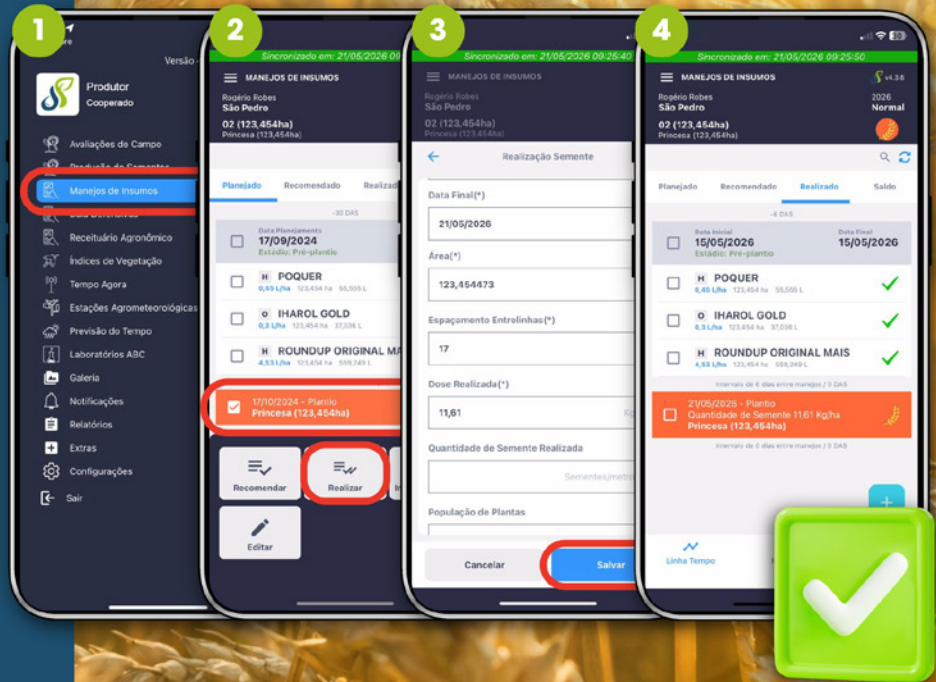 1
Versão
Produtor
Cooperado
Avaliações de Campo
Produção de Sementes
Manejos de Insumos
Receituário Agronômico
Índices de Vegetação
Tempo Agora
Estações Agrometeorológicas
Previsão do Tempo
Laboratórios ABC
Galeria
Notificações
Relatórios
Extras
Configurações
Sair
2
Sincronizado em: 21/05/2026 09
MANEJOS DE INSUMOS
Rogério Robes
São Pedro
02 (123,454ha)
Princesa (123,454ha)
Planejado Recomendado Realizad
-30 DAS
Data Planejamento
17/09/2024
Estádio: Pré-plantio
H POQUER
0,45 L/ha 123,454 ha 55,555 L
O IHAROL GOLD
0,3 L/ha 123,454 ha 37,036 L
H ROUNDUP ORIGINAL MA
4,53 L/ha 123,454 ha 559,249 L
17/10/2024 - Plantio
Princesa (123,454ha)
Recomendar
Realizar
Editar
3
Sincronizado em: 21/05/2026 09:25:40
MANEJOS DE INSUMOS
Rogério Robes
São Pedro
02 (123,454ha)
Princesa (123,454ha)
Realização Semente
Data Final(*)
21/05/2026
Área(*)
123,454473
Espaçamento Entrelinhas(*)
17
Dose Realizada(*)
11,61
Quantidade de Semente Realizada
Sementes/metro
População de Plantas
Cancelar
Salvar
4
Sincronizado em: 21/05/2026 09:25:50
MANEJOS DE INSUMOS
v4.3.6
Rogério Robes
São Pedro
2026
Normal
02 (123,454ha)
Princesa (123,454ha)
Planejado Recomendado Realizado Saldo
-6 DAS
Data Inicial
15/05/2026
Estádio: Pré-plantio
Data Final
15/05/2026
H POQUER
0,45 L/ha 123,454 ha 55,555 L
O IHAROL GOLD
0,3 L/ha 123,454 ha 37,036 L
H ROUNDUP ORIGINAL MAIS
4,53 L/ha 123,454 ha 559,249 L
Intervalo de 6 dias entre manejos / 0 DAS
21/05/2026 - Plantio
Quantidade de Semente 11,61 Kg/ha
Princesa (123,454ha)
Intervalo de 6 dias entre manejos / 0 DAS
+
Linha Tempo